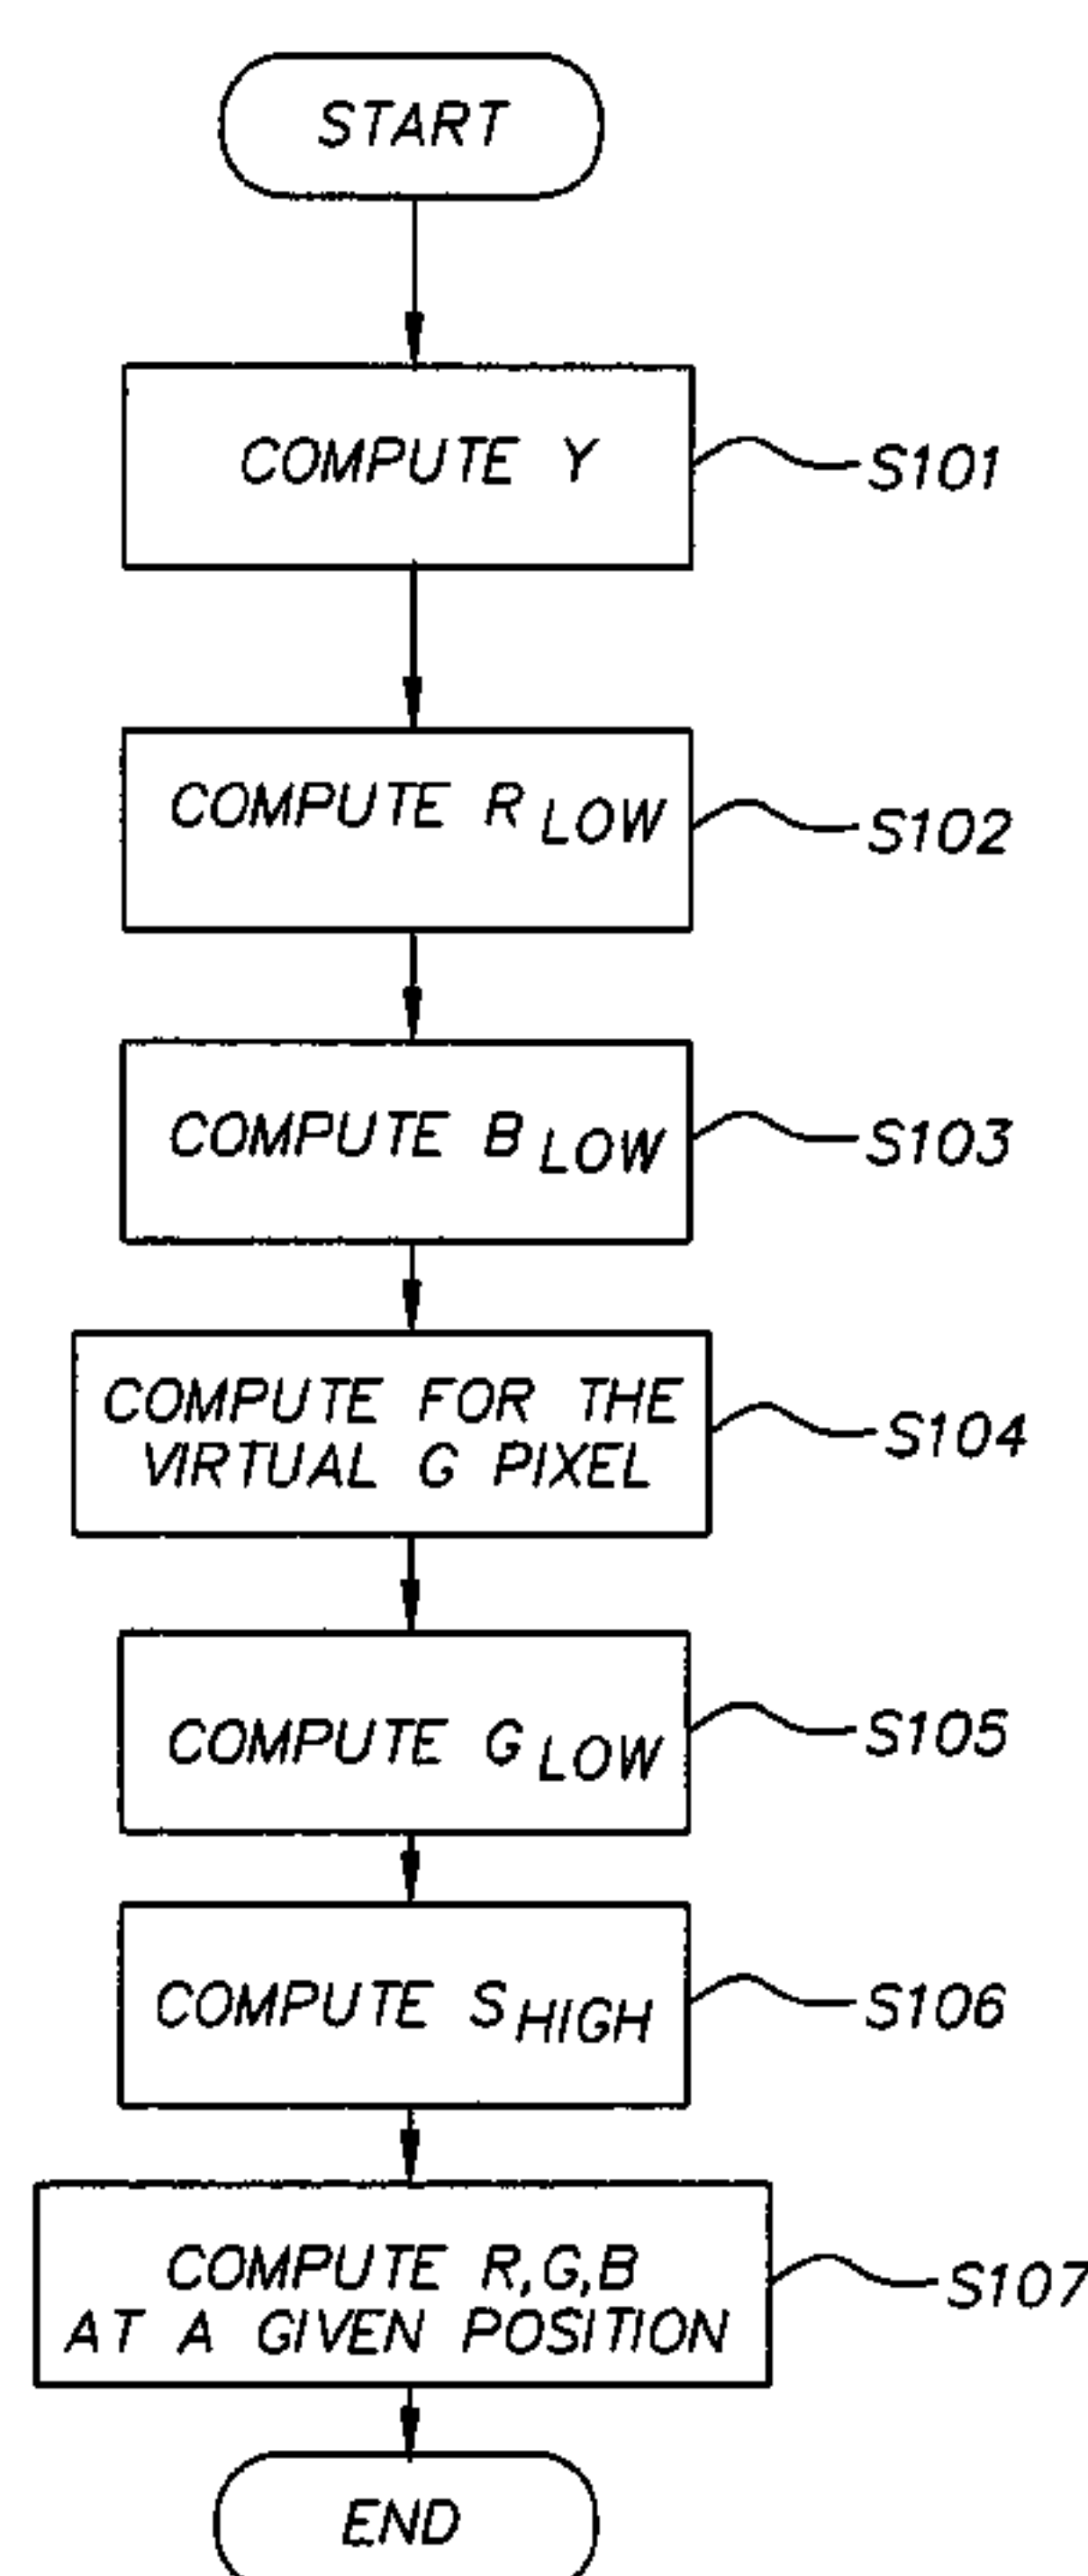 START
COMPUTE Y
S101
COMPUTE R LOW
S102
COMPUTE B LOW
S103
COMPUTE FOR THE
VIRTUAL G PIXEL
S104
COMPUTE G LOW
S105
COMPUTE S HIGH
S106
COMPUTE R,G,B
AT A GIVEN POSITION
S107
END